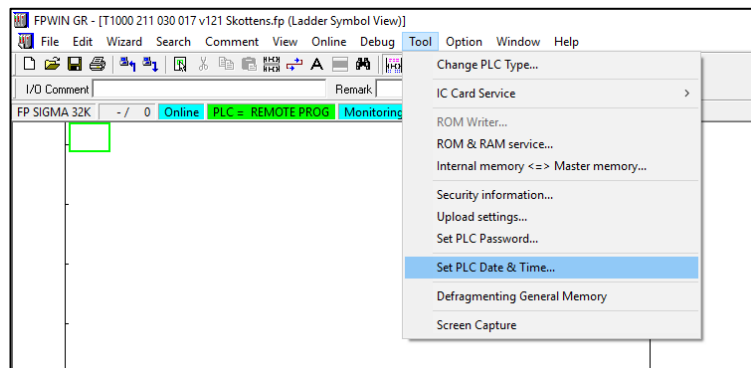 FPWIN GR - [T1000 211 030 017 v121 Skottens.fp (Ladder Symbol View)]
File Edit Wizard Search Comment View Online Debug Tool Option Window Help
I/O Comment Remark
FP SIGMA 32K - / 0 Online PLC = REMOTE PROG Monitoring
Change PLC Type...
IC Card Service >
ROM Writer...
ROM & RAM service...
Internal memory <=> Master memory...
Security information...
Upload settings...
Set PLC Password...
Set PLC Date & Time...
Defragmenting General Memory
Screen Capture